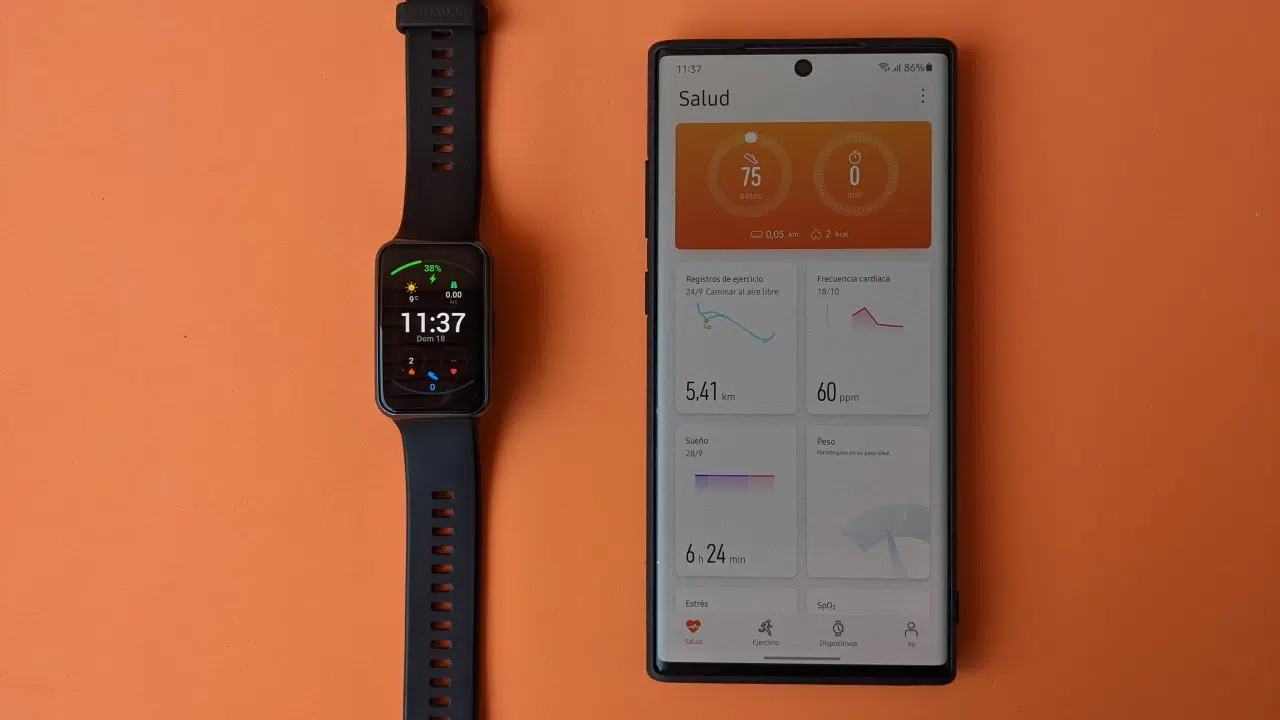 HUAWEI
38%
9°C
0.00
km
11:37
Dom 18
2
--
0
11:37
86%
Salud
75
pasos
0
min
0,05 km
2 kcal
Registros de ejercicio
24/9 Caminar al aire libre
5,41 km
Frecuencia cardíaca
18/10
60 ppm
Sueño
28/9
6 h 24 min
Peso
Manténgase en su peso ideal.
Estrés
SpO₂
Salud
Ejercicio
Dispositivos
Yo